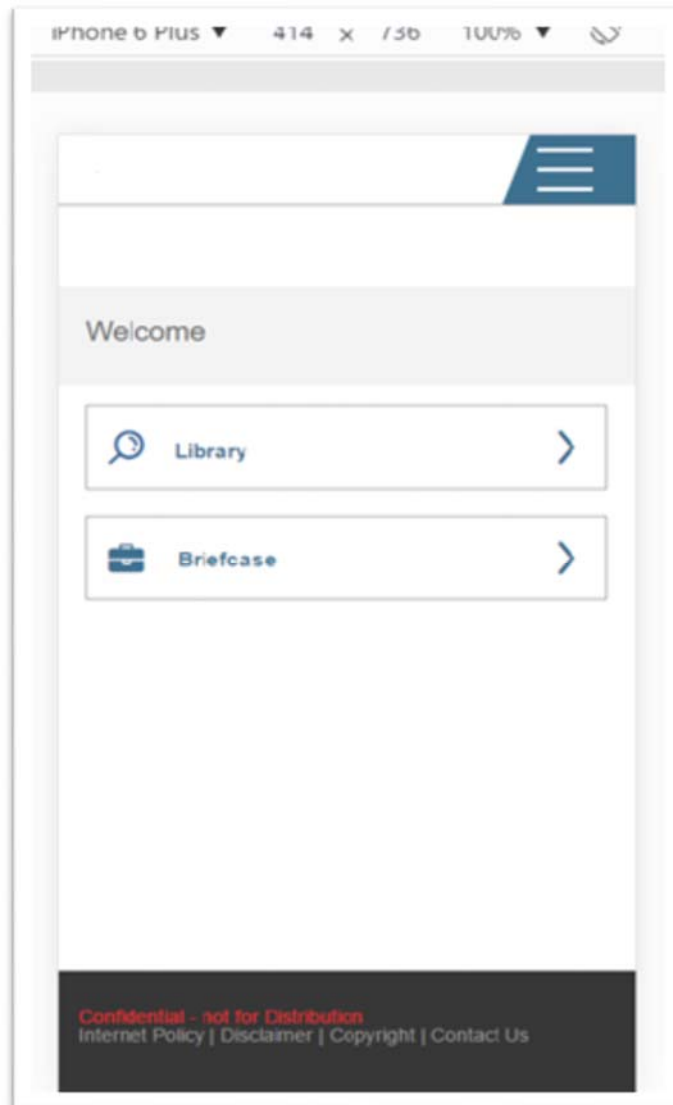 iPhone 6 Plus ▼ 414 x 736 100% ▼
Welcome
Library
Briefcase
Confidential - not for Distribution
Internet Policy | Disclaimer | Copyright | Contact Us